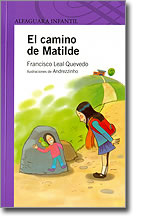 ALFAGUARA INFANTIL
El camino
de Matilde
Francisco Leal Quevedo
Ilustraciones de Andrezzinho